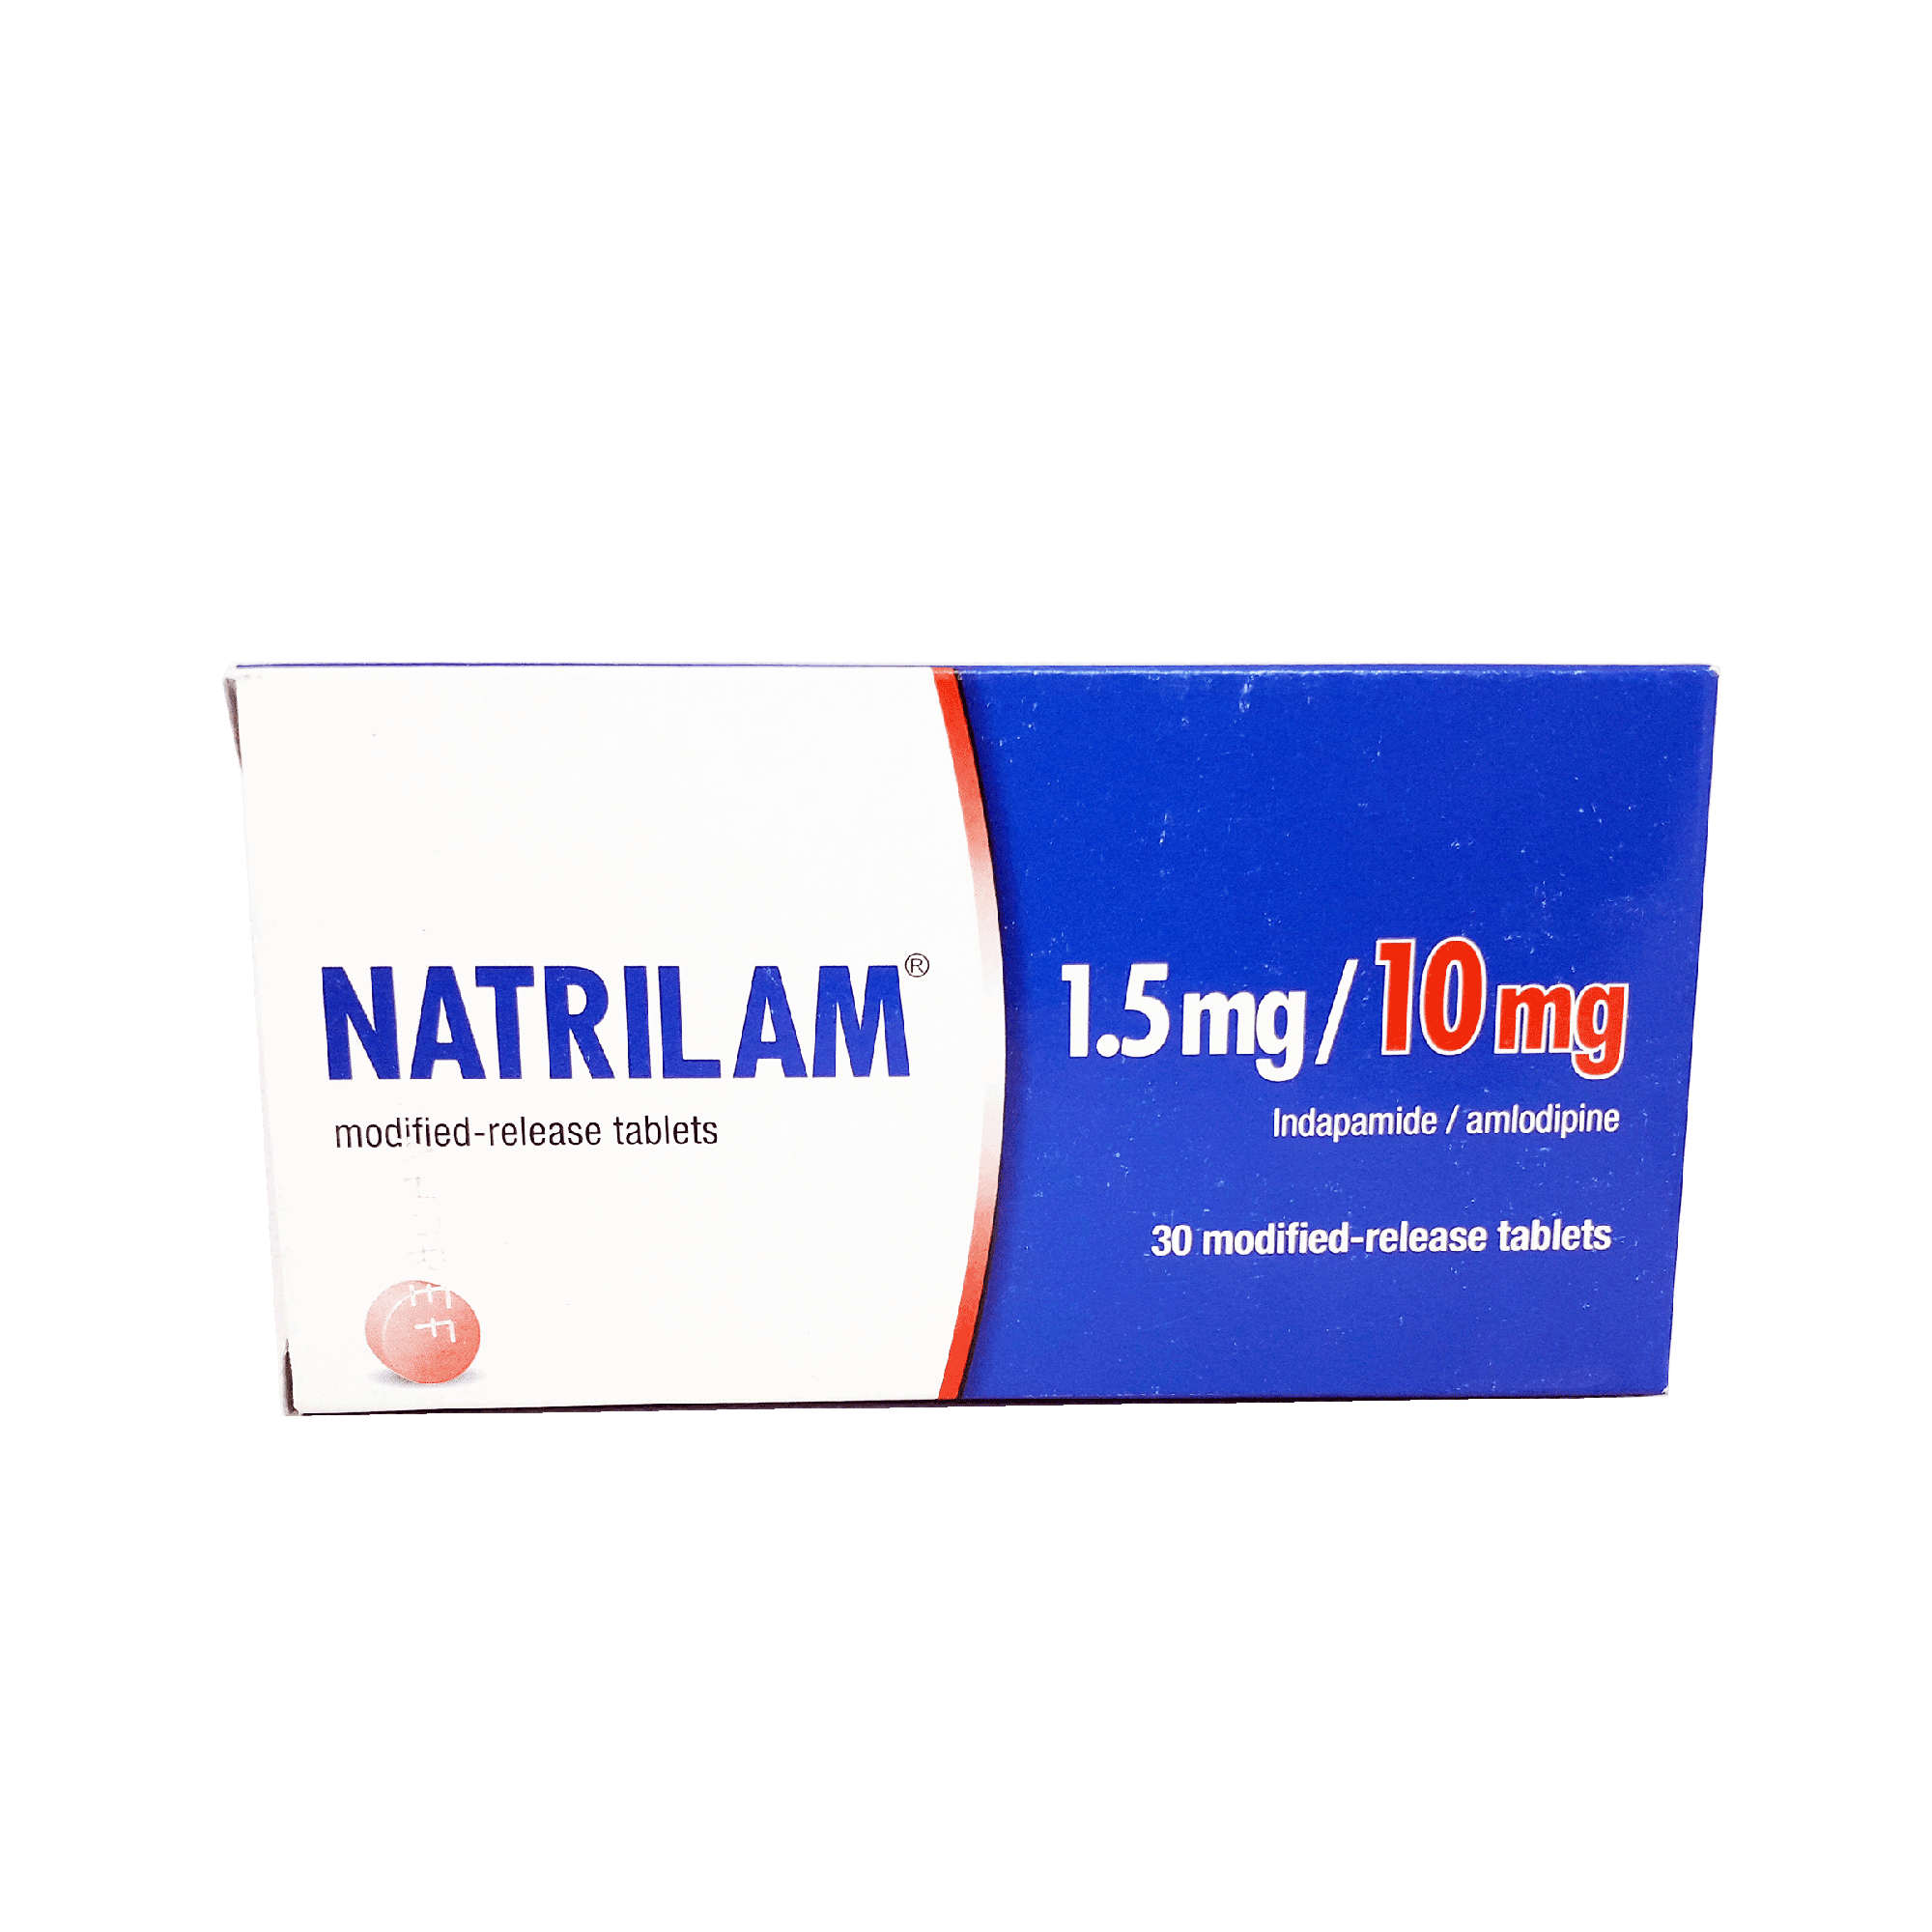 NATRILAM®
modified-release tablets
1.5mg/10mg
Indapamide / amlodipine
30 modified-release tablets